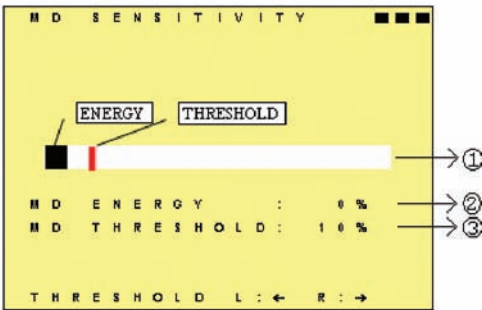 MD SENSITIVITY
ENERGY THRESHOLD
①
MD ENERGY : 0% ②
MD THRESHOLD: 10% ③
THRESHOLD L:← R:→